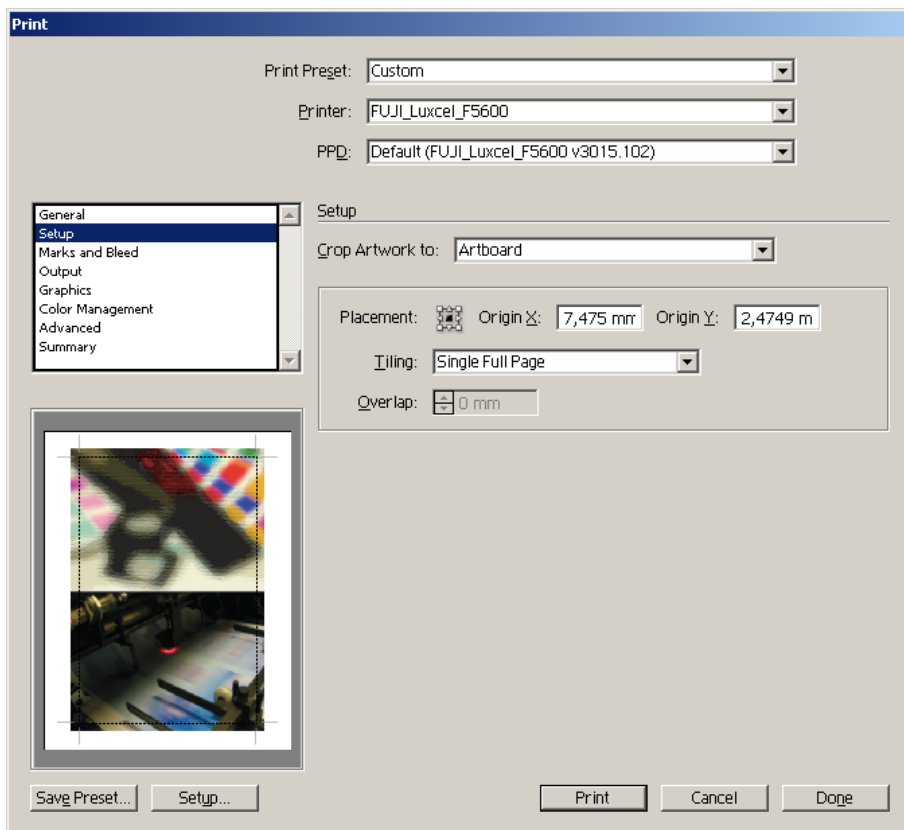 Print
Print Preset: Custom
Printer: FUJI_Luxcel_F5600
PPD: Default (FUJI_Luxcel_F5600 v3015.102)
General
Setup
Marks and Bleed
Output
Graphics
Color Management
Advanced
Summary
Setup
Crop Artwork to: Artboard
Placement: Origin X: 7,475 mm Origin Y: 2,4749 m
Tiling: Single Full Page
Overlap: 0 mm
Save Preset... Setup... Print Cancel Done